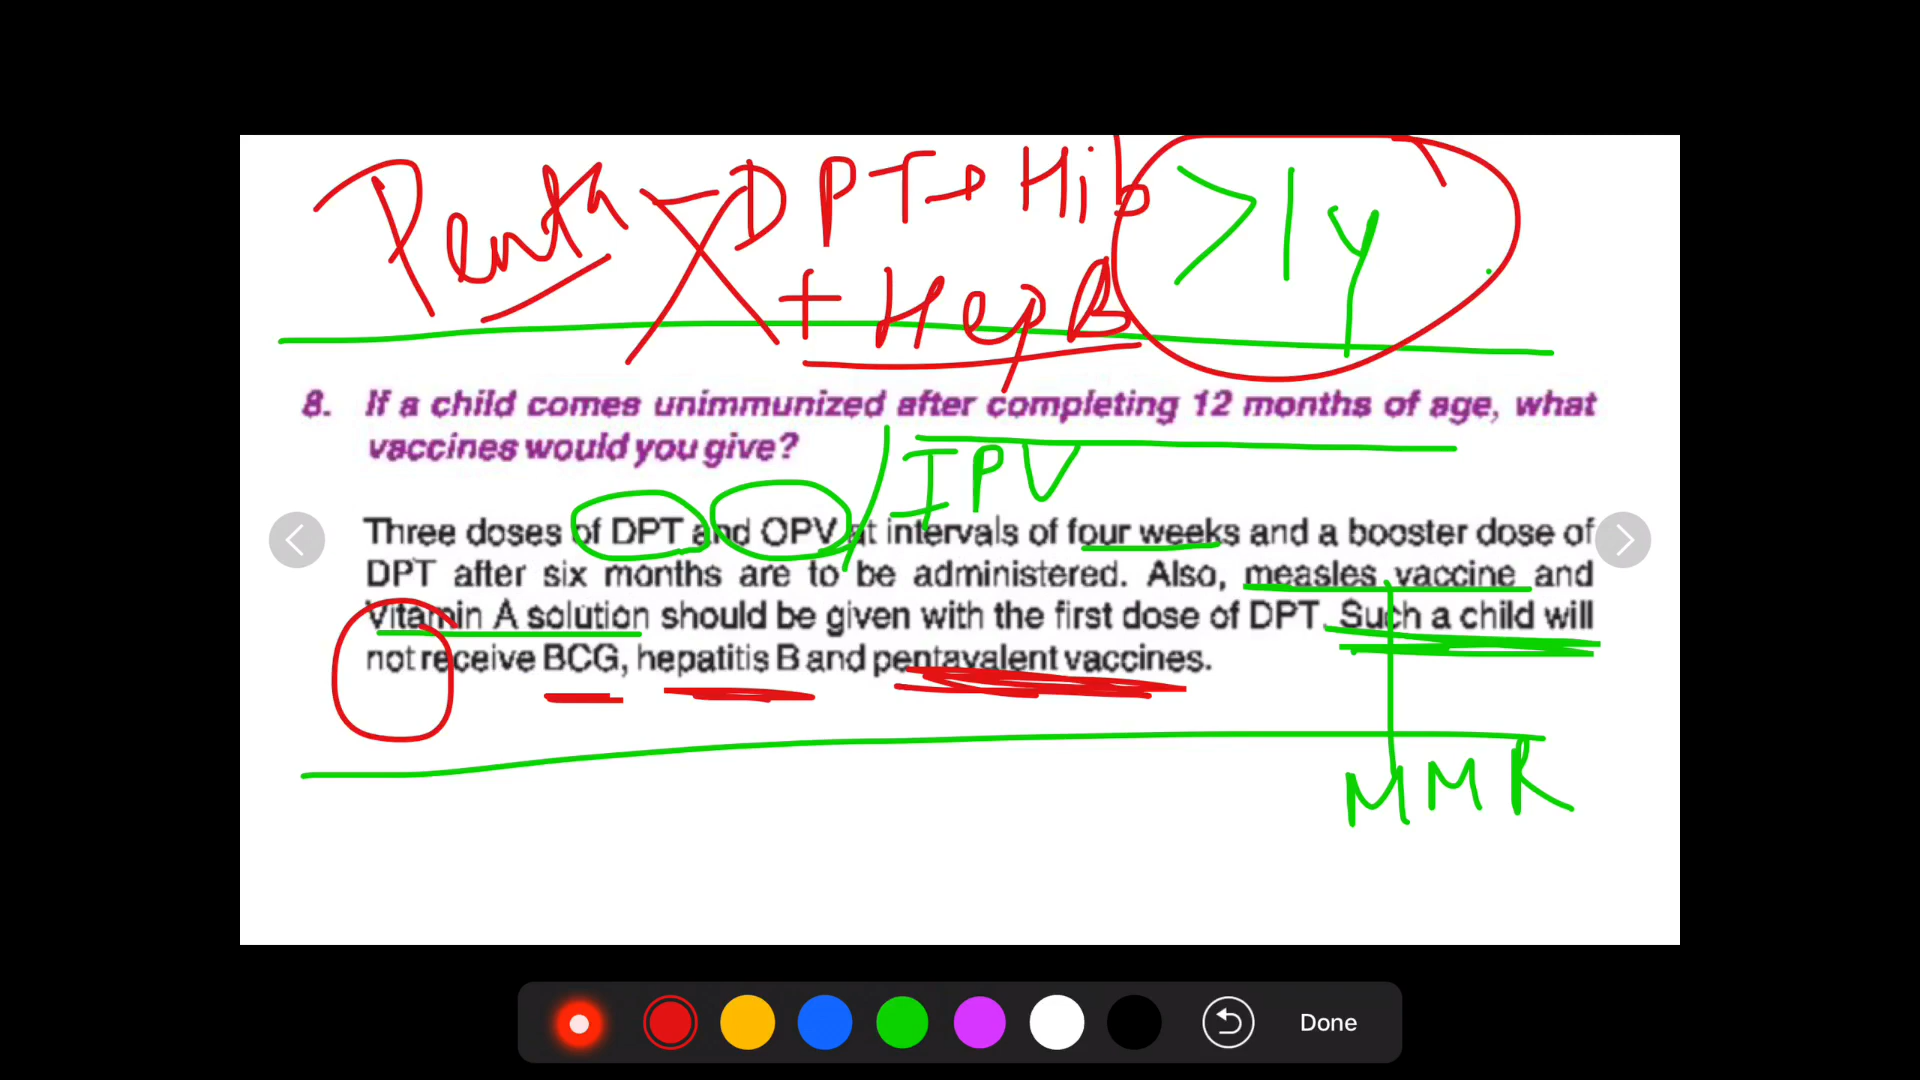 Penta DPT + Hib >1y
+ Hep B
8. If a child comes unimmunized after completing 12 months of age, what
vaccines would you give?
IPV
Three doses of DPT and OPV at intervals of four weeks and a booster dose of
DPT after six months are to be administered. Also, measles vaccine and
Vitamin A solution should be given with the first dose of DPT. Such a child will
not receive BCG, hepatitis B and pentavalent vaccines.
MMR
Done